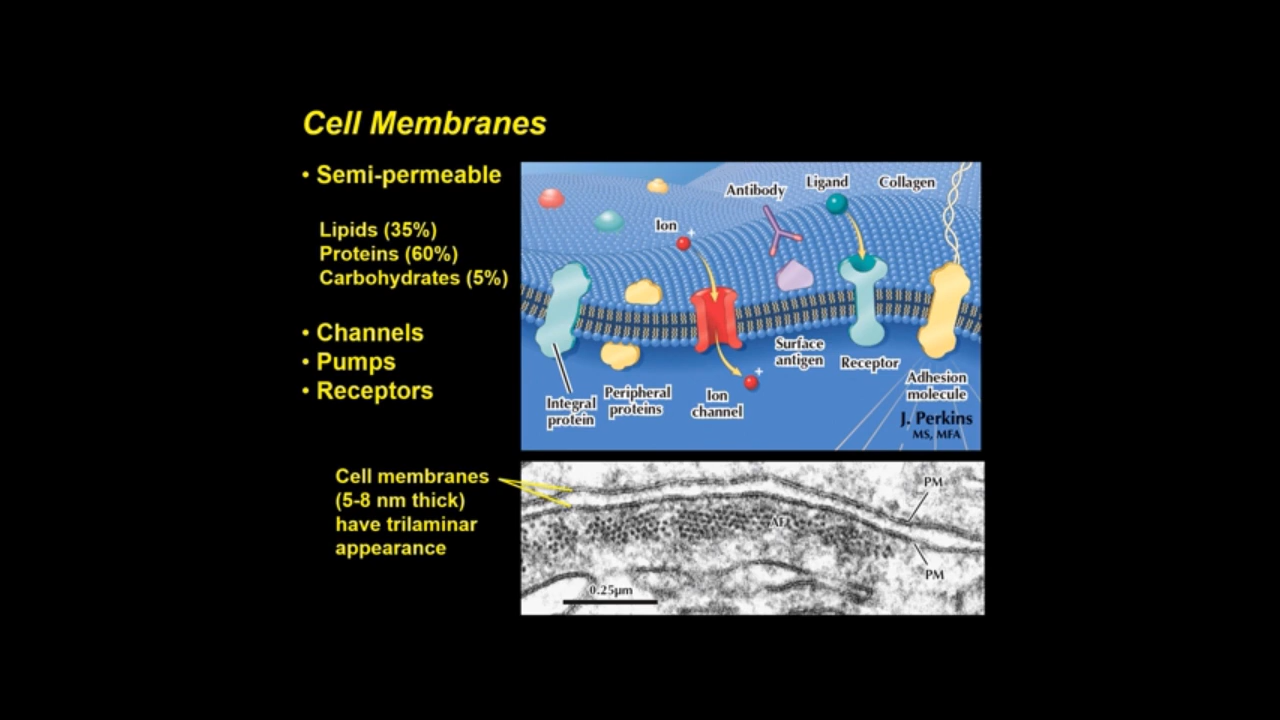 Cell Membranes
• Semi-permeable
Lipids (35%)
Proteins (60%)
Carbohydrates (5%)
• Channels
• Pumps
• Receptors
Antibody
Ligand
Collagen
Ion
+
Surface
antigen
Receptor
+
Adhesion
molecule
Integral
protein
Peripheral
proteins
Ion
channel
J. Perkins
MS, MFA
Cell membranes
(5-8 nm thick)
have trilaminar
appearance
PM
AF
PM
0.25µm